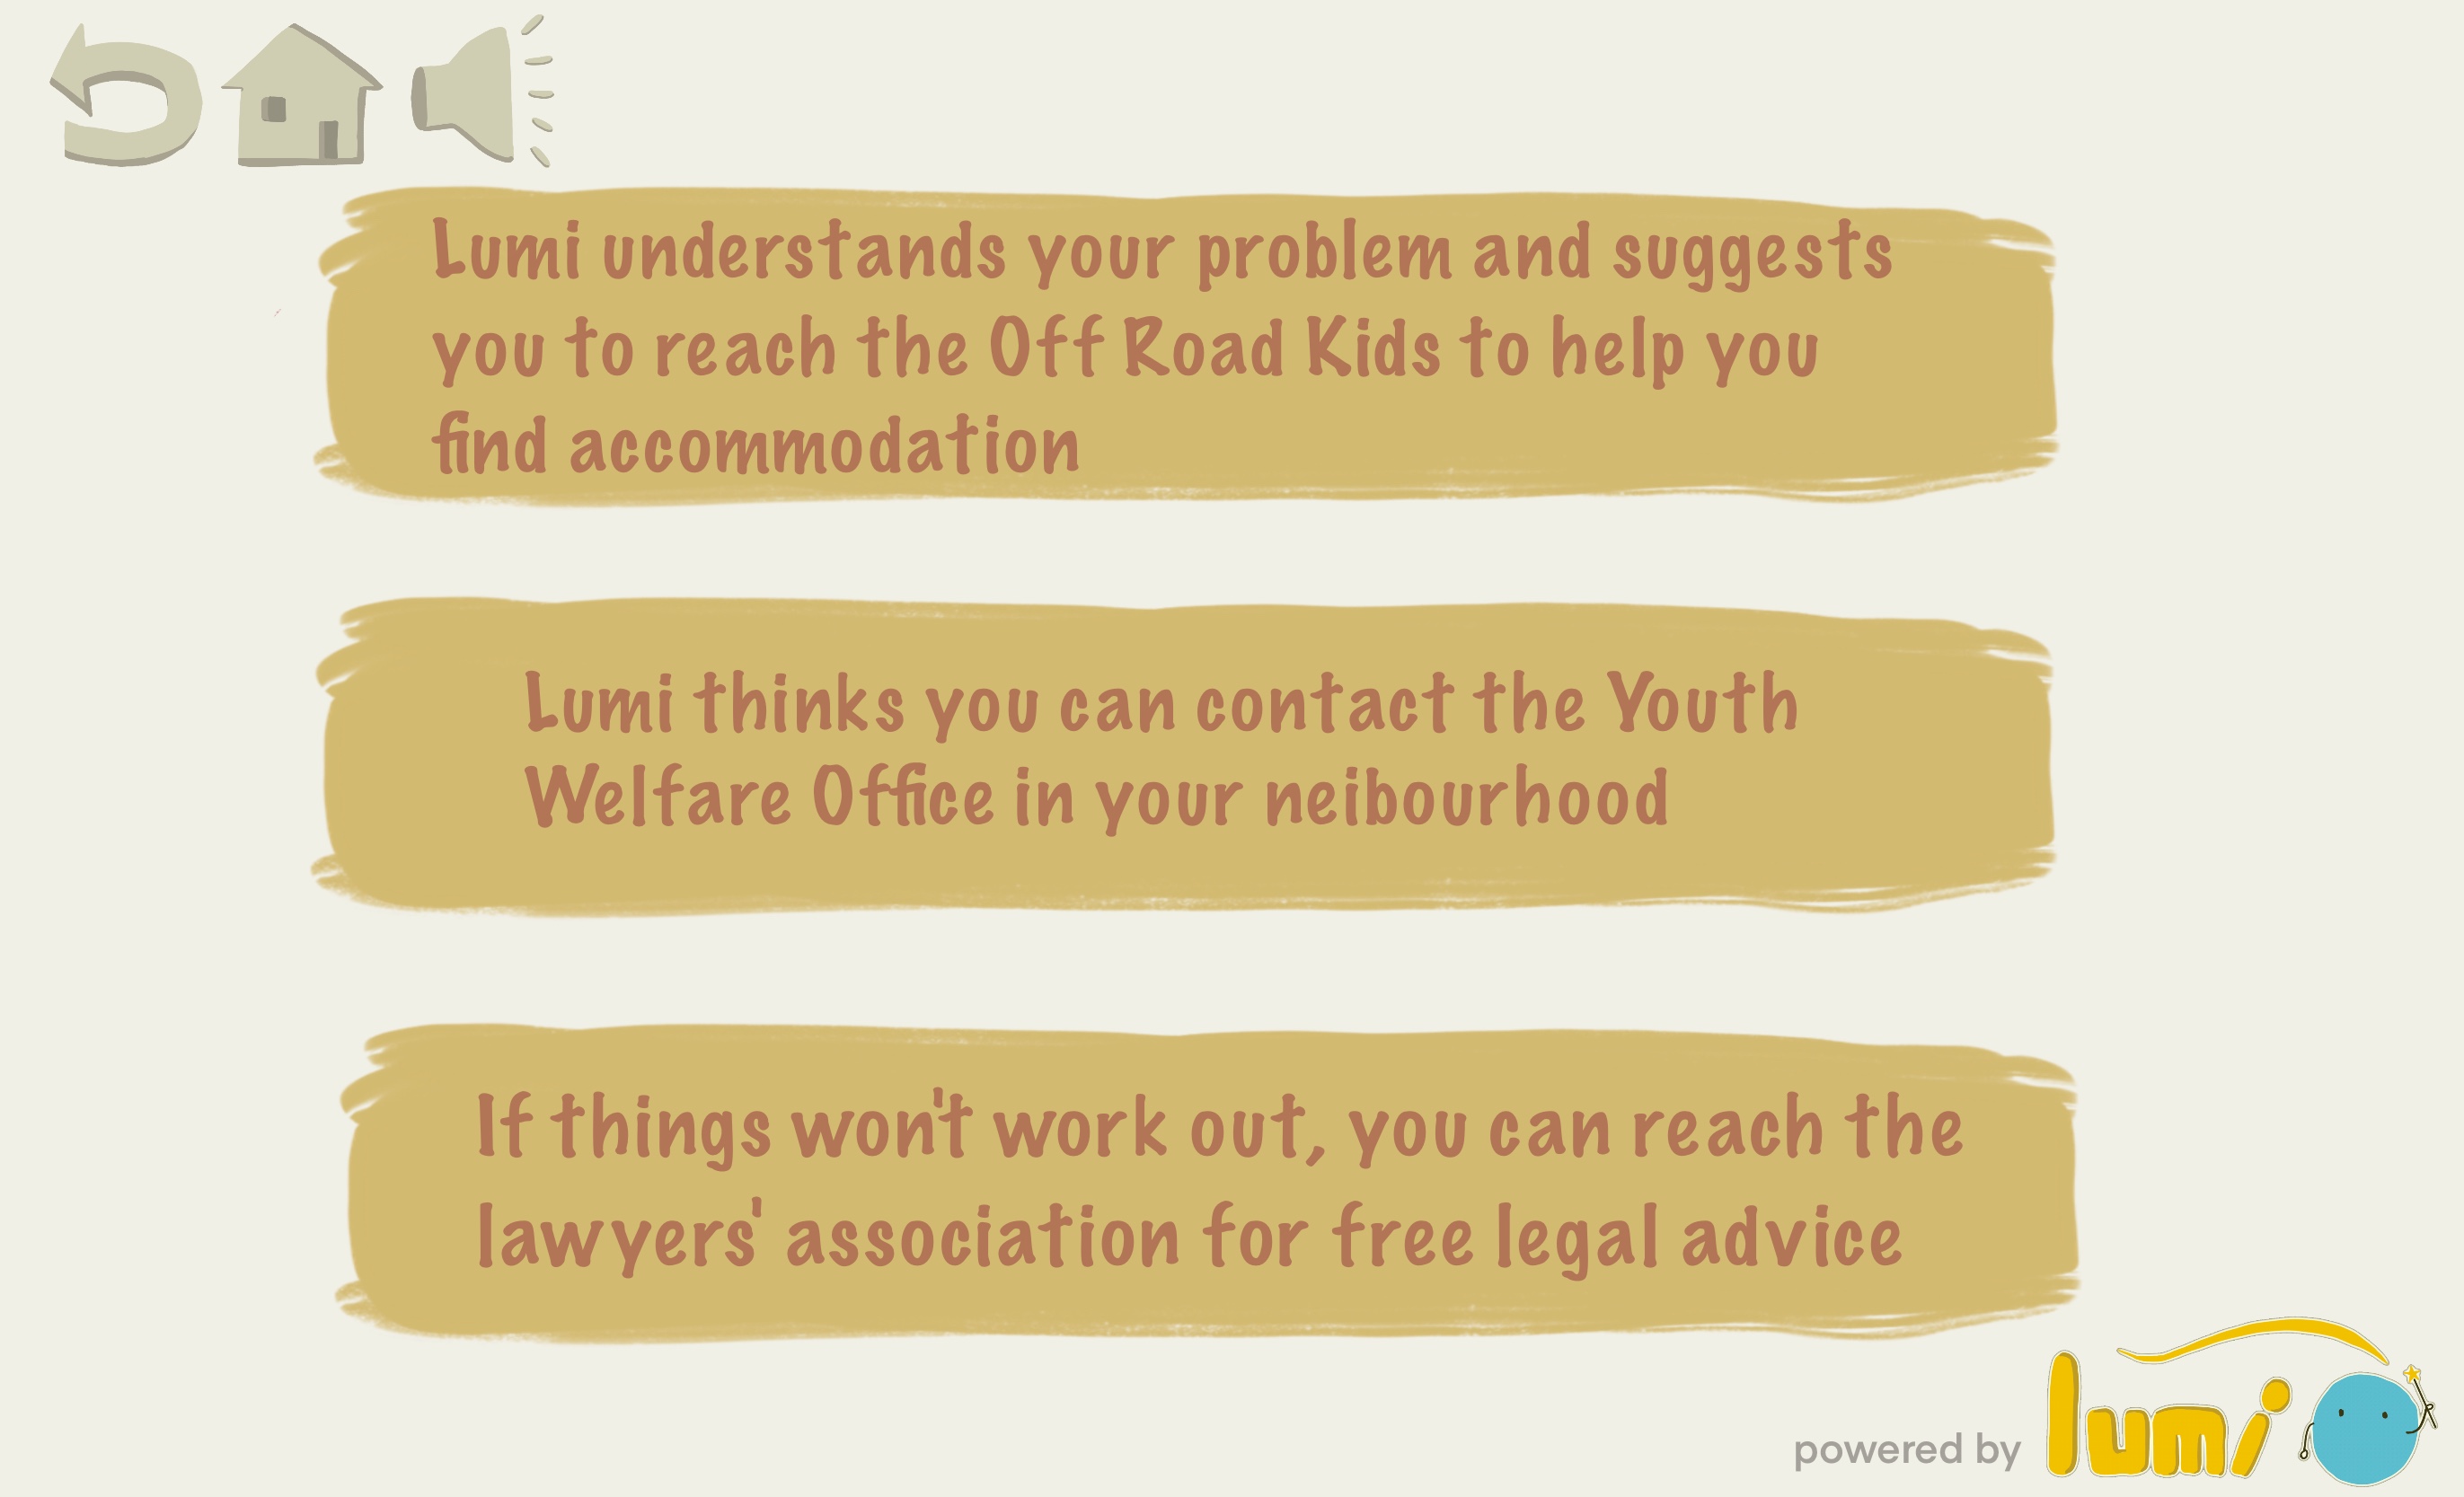 Lumi understands your problem and suggests
you to reach the Off Road Kids to help you
find accommodation
Lumi thinks you can contact the Youth
Welfare Office in your neibourhood
If things won't work out, you can reach the
lawyers' association for free legal advice
powered by lumi